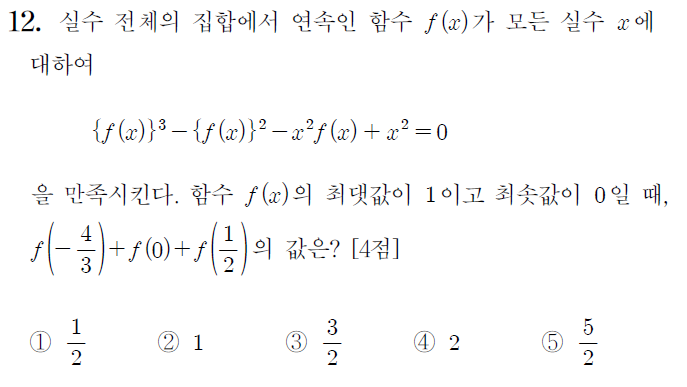 12. 실수 전체의 집합에서 연속인 함수 f(x)가 모든 실수 x에
대하여
{f(x)}³−{f(x)}²−x²f(x)+x²=0
을 만족시킨다. 함수 f(x)의 최댓값이 1이고 최솟값이 0일 때,
f(−4/3)+f(0)+f(1/2)의 값은? [4점]
① 1/2 ② 1 ③ 3/2 ④ 2 ⑤ 5/2